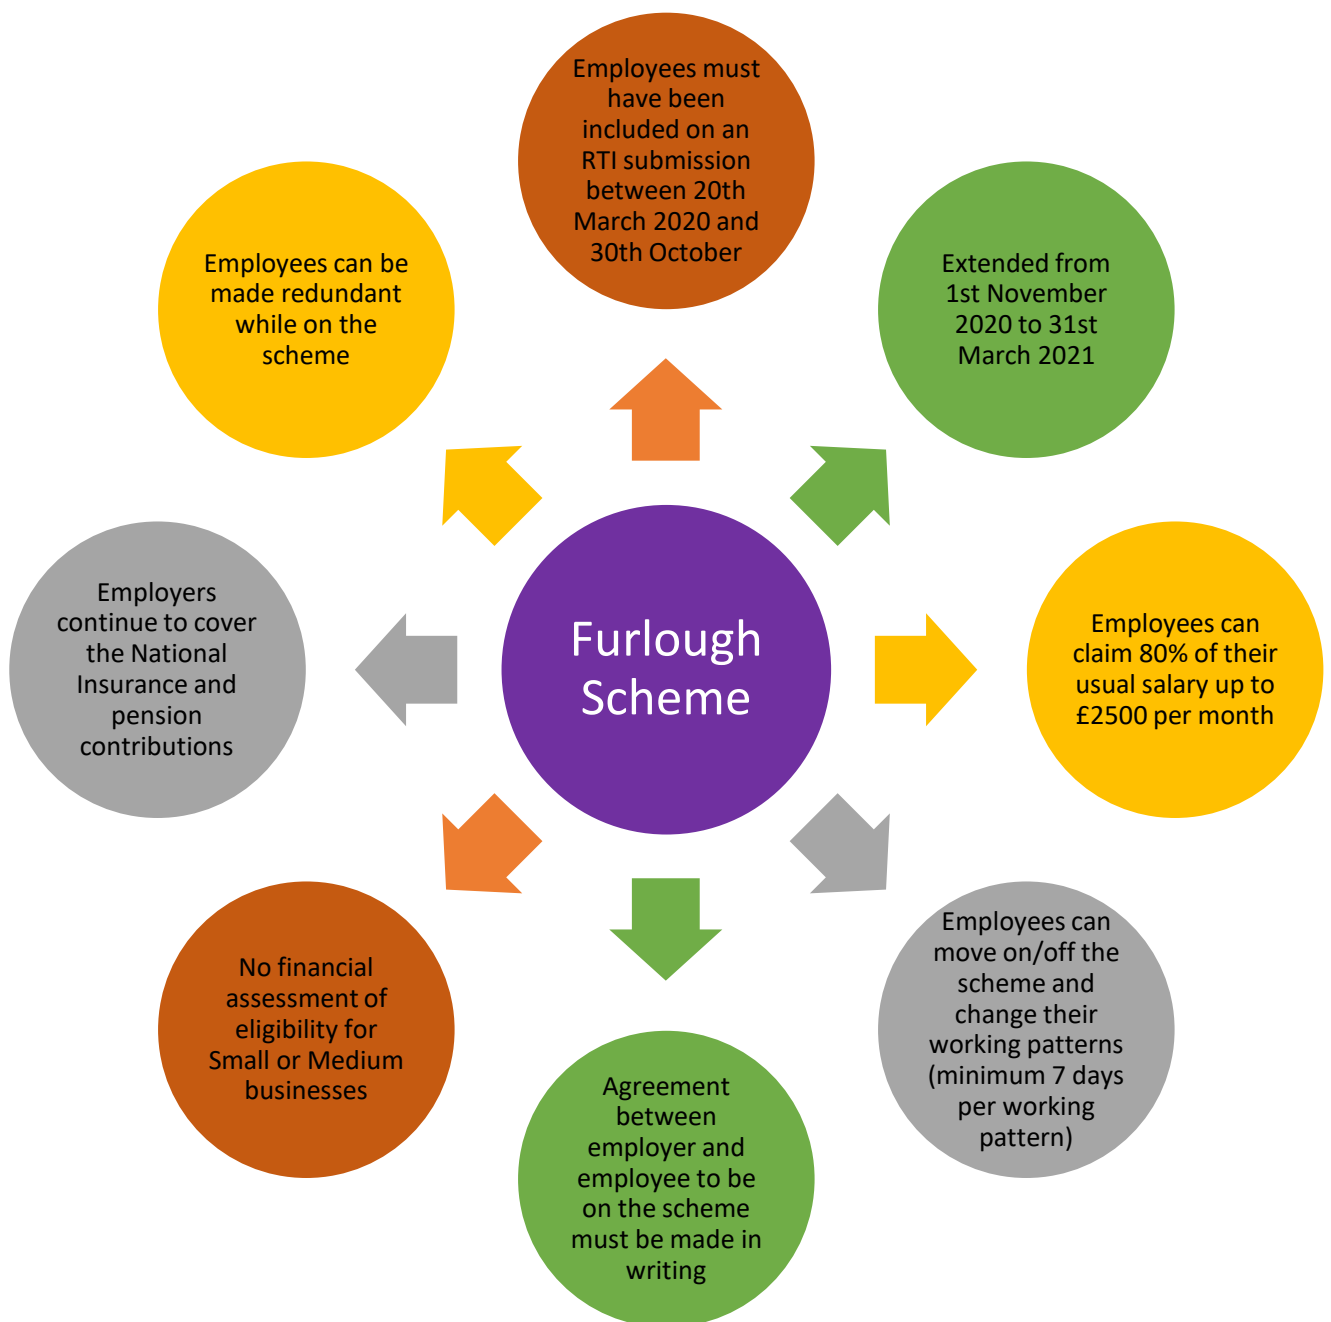 Furlough
Scheme
Employees must
have been
included on an
RTI submission
between 20th
March 2020 and
30th October
Extended from
1st November
2020 to 31st
March 2021
Employees can
claim 80% of their
usual salary up to
£2500 per month
Employees can
move on/off the
scheme and
change their
working patterns
(minimum 7 days
per working
pattern)
Agreement
between
employer and
employee to be
on the scheme
must be made in
writing
No financial
assessment of
eligibility for
Small or Medium
businesses
Employers
continue to cover
the National
Insurance and
pension
contributions
Employees can be
made redundant
while on the
scheme